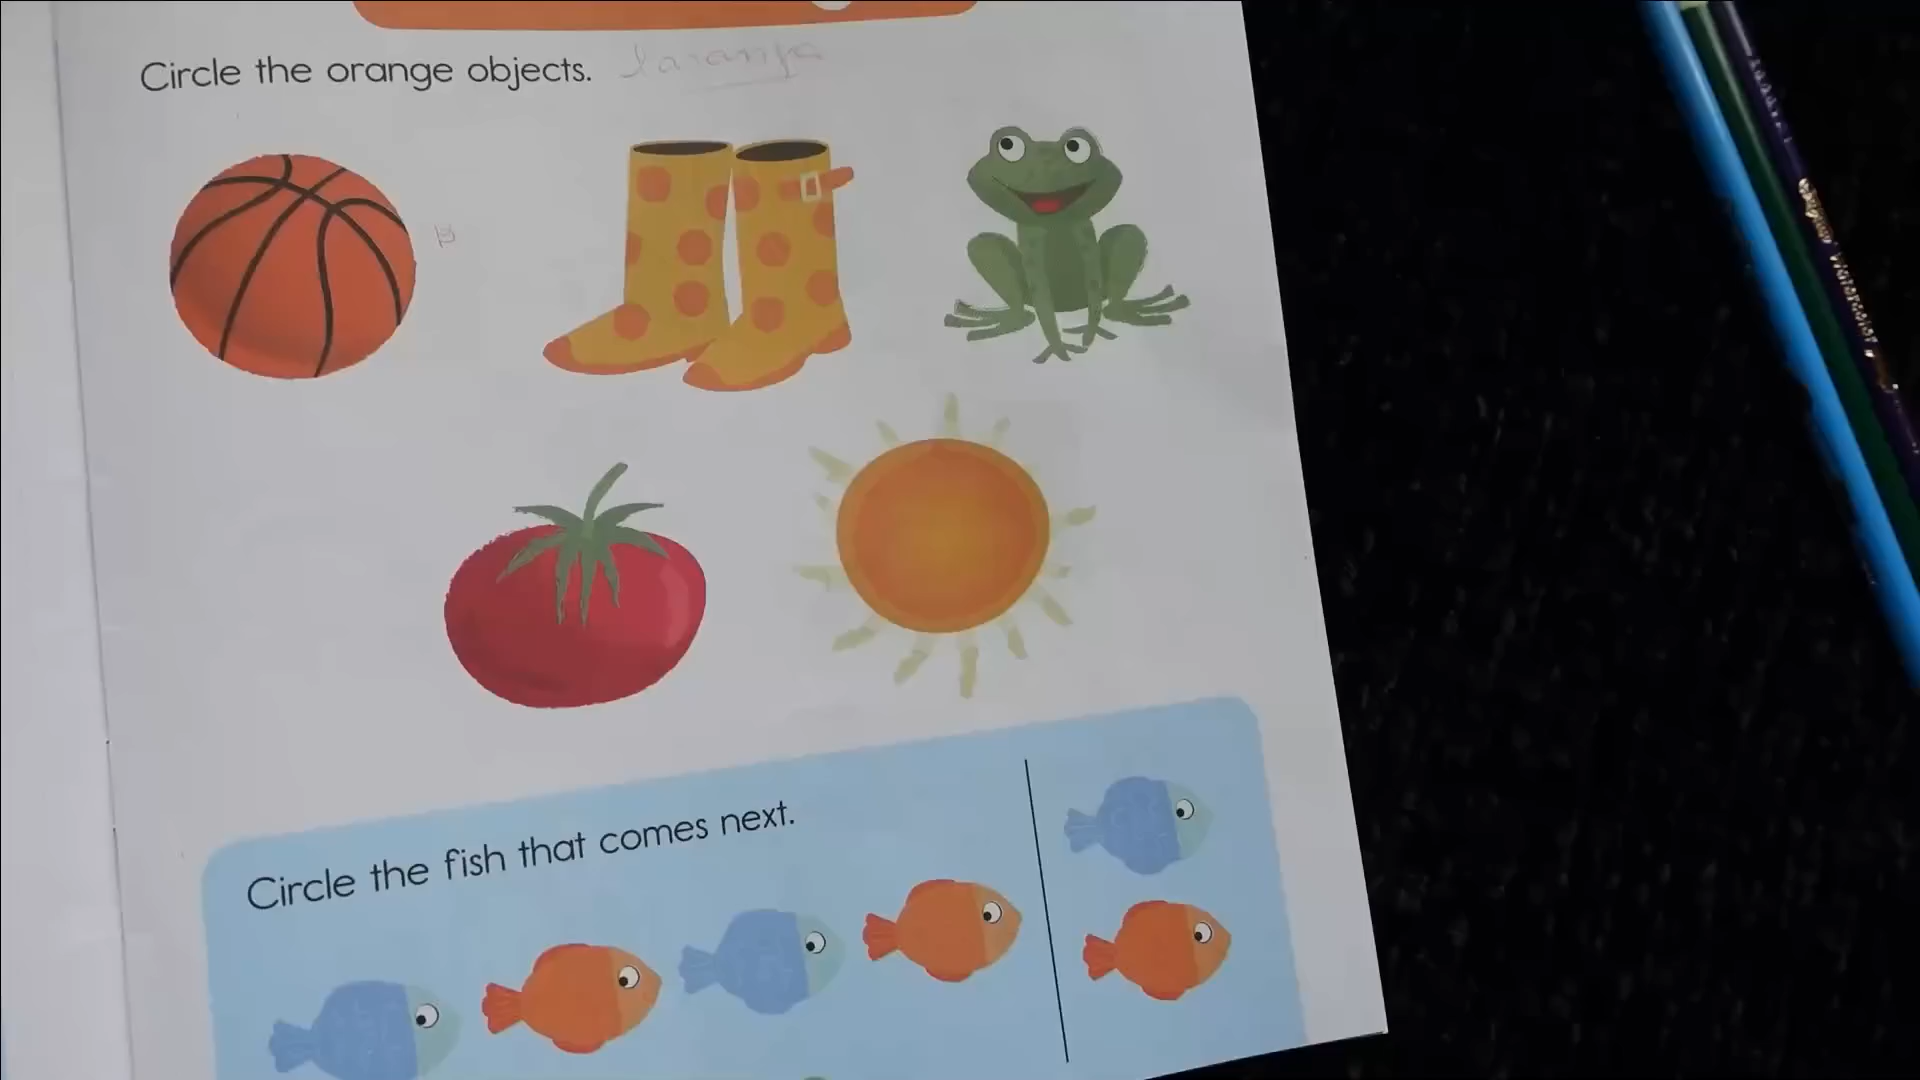 Circle the orange objects. laranja
Circle the fish that comes next.